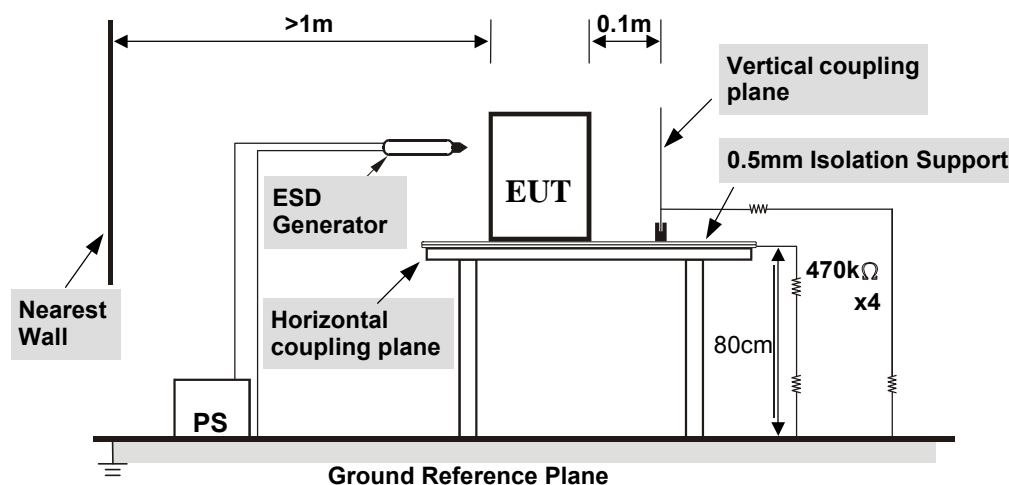 >1m
0.1m
Vertical coupling
plane
0.5mm Isolation Support
ESD
Generator
EUT
470kΩ
x4
Nearest
Wall
Horizontal
coupling plane
80cm
PS
Ground Reference Plane